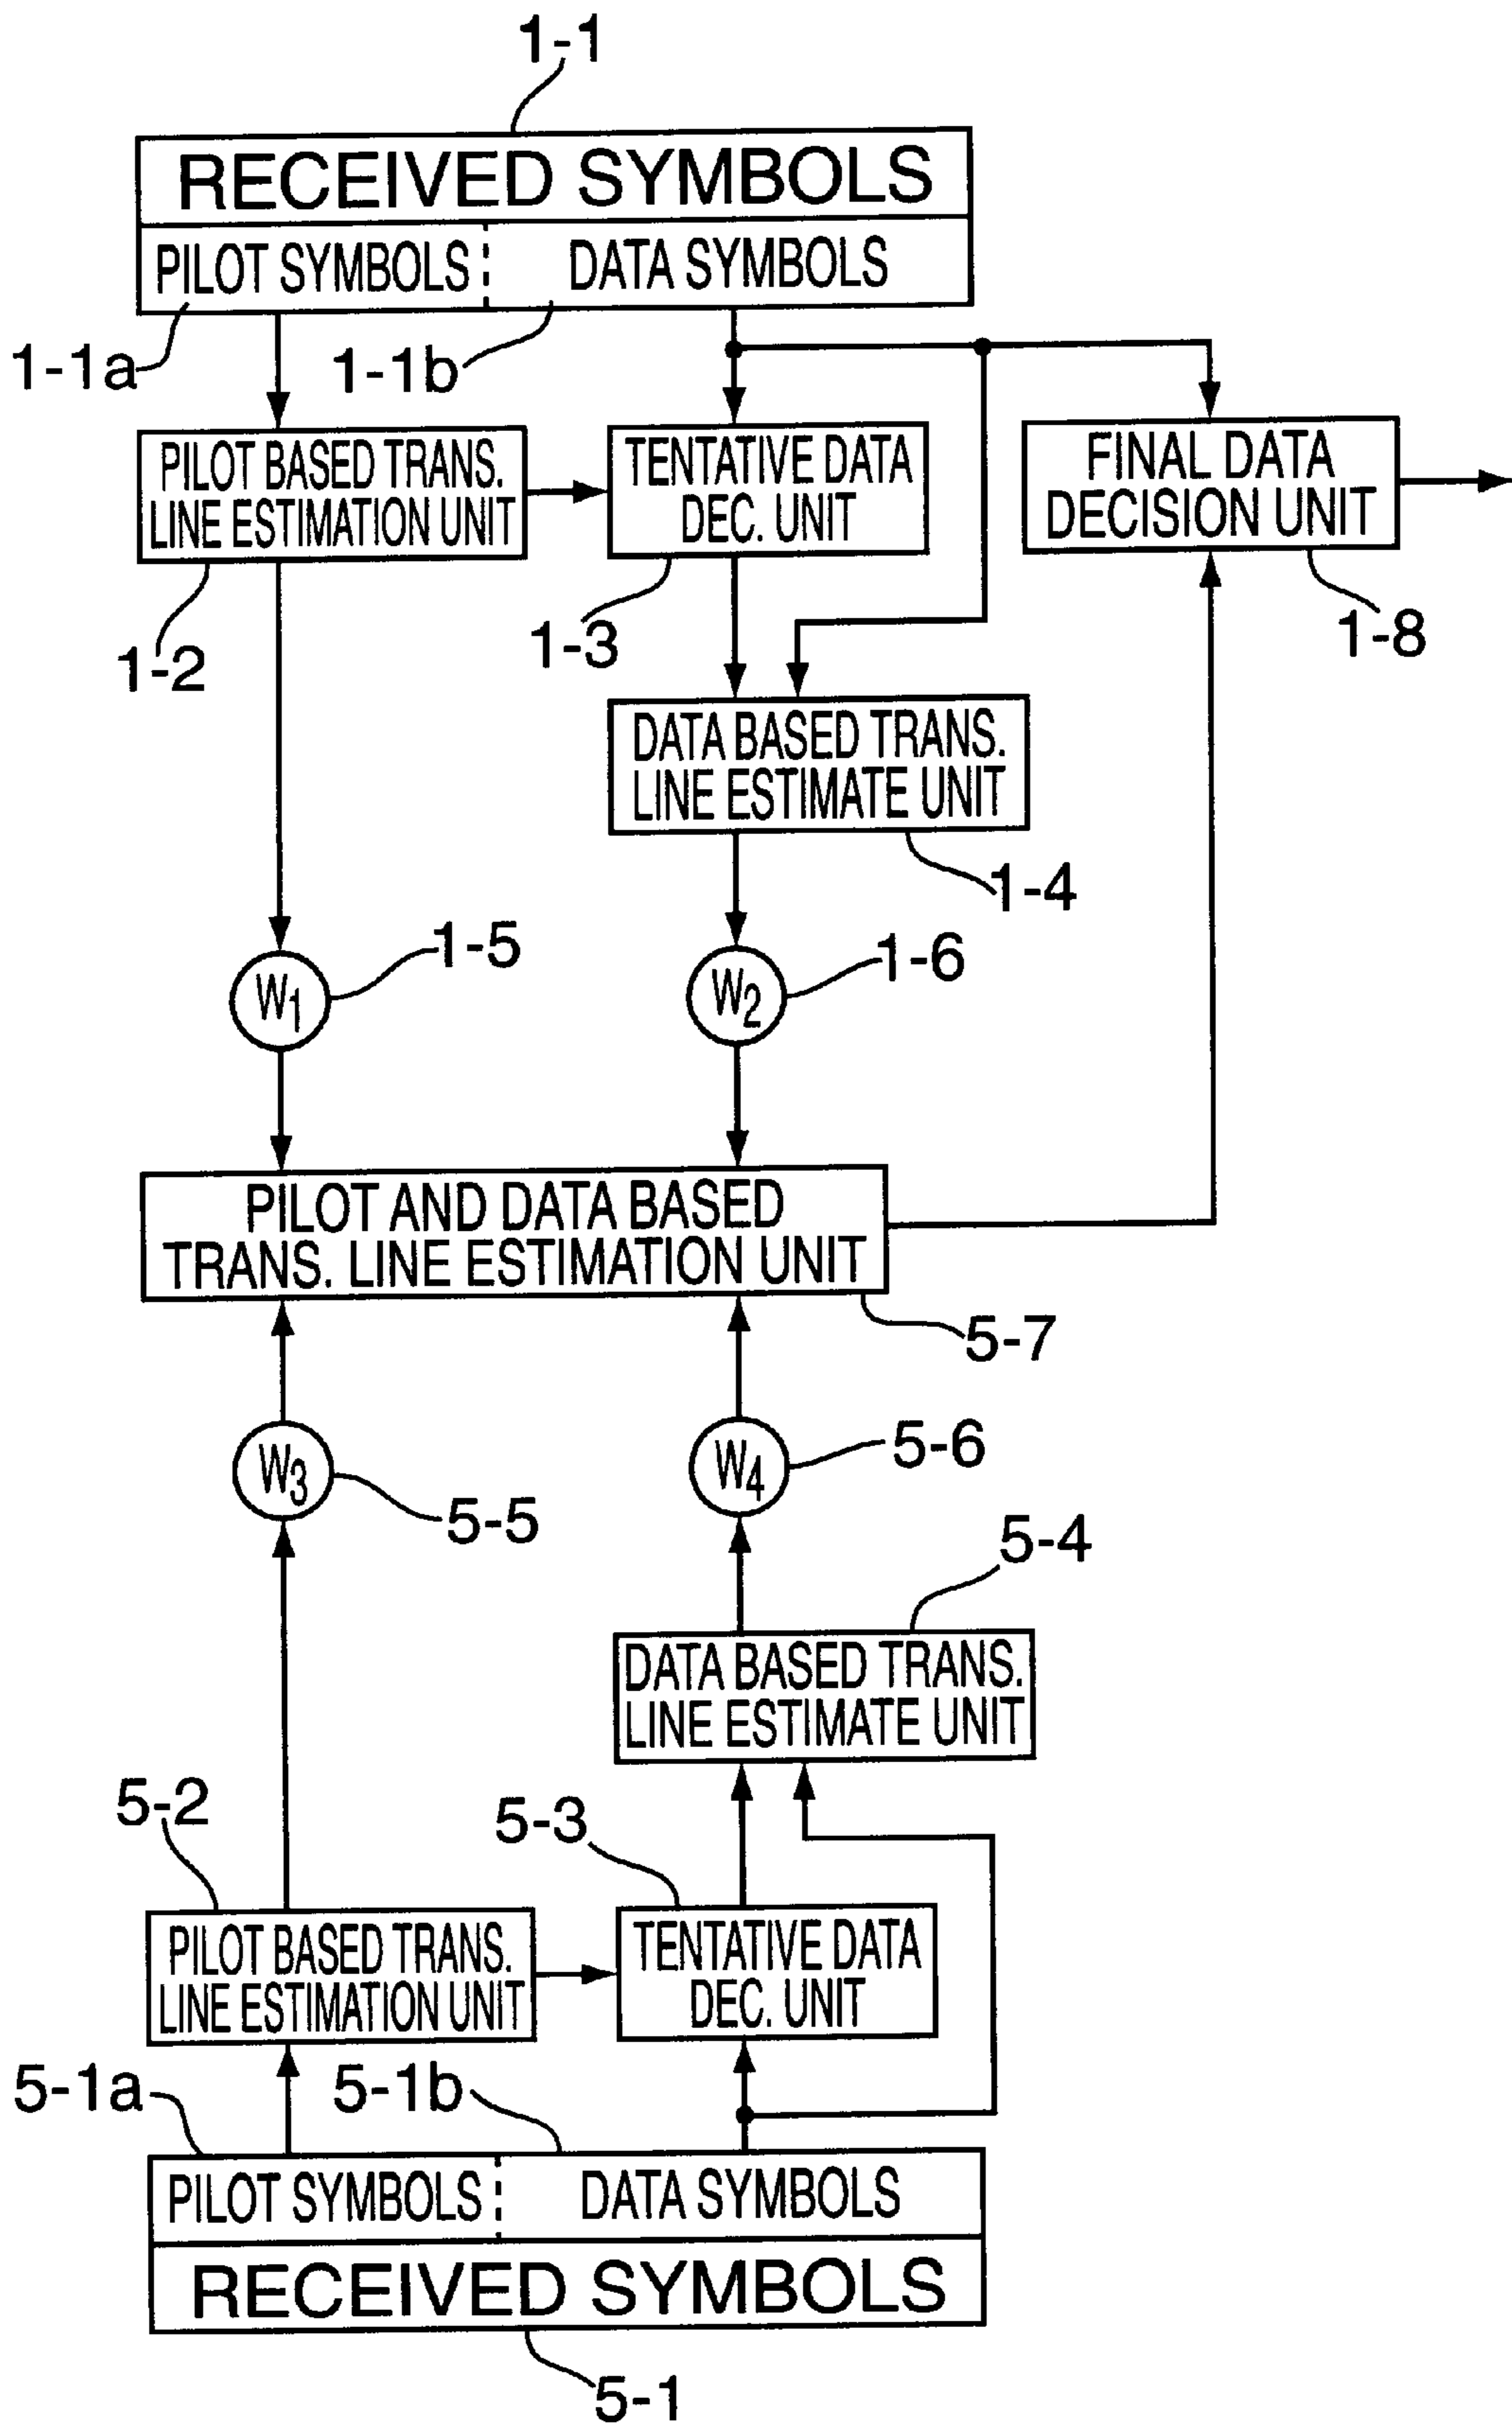 1-1
RECEIVED SYMBOLS
PILOT SYMBOLS DATA SYMBOLS
1-1a 1-1b
PILOT BASED TRANS.
LINE ESTIMATION UNIT
TENTATIVE DATA
DEC. UNIT
FINAL DATA
DECISION UNIT
1-2
1-3
1-8
DATA BASED TRANS.
LINE ESTIMATE UNIT
1-4
W1 1-5
W2 1-6
PILOT AND DATA BASED
TRANS. LINE ESTIMATION UNIT
5-7
W3 5-5
W4 5-6
5-4
DATA BASED TRANS.
LINE ESTIMATE UNIT
5-2
5-3
PILOT BASED TRANS.
LINE ESTIMATION UNIT
TENTATIVE DATA
DEC. UNIT
5-1a 5-1b
PILOT SYMBOLS DATA SYMBOLS
RECEIVED SYMBOLS
5-1